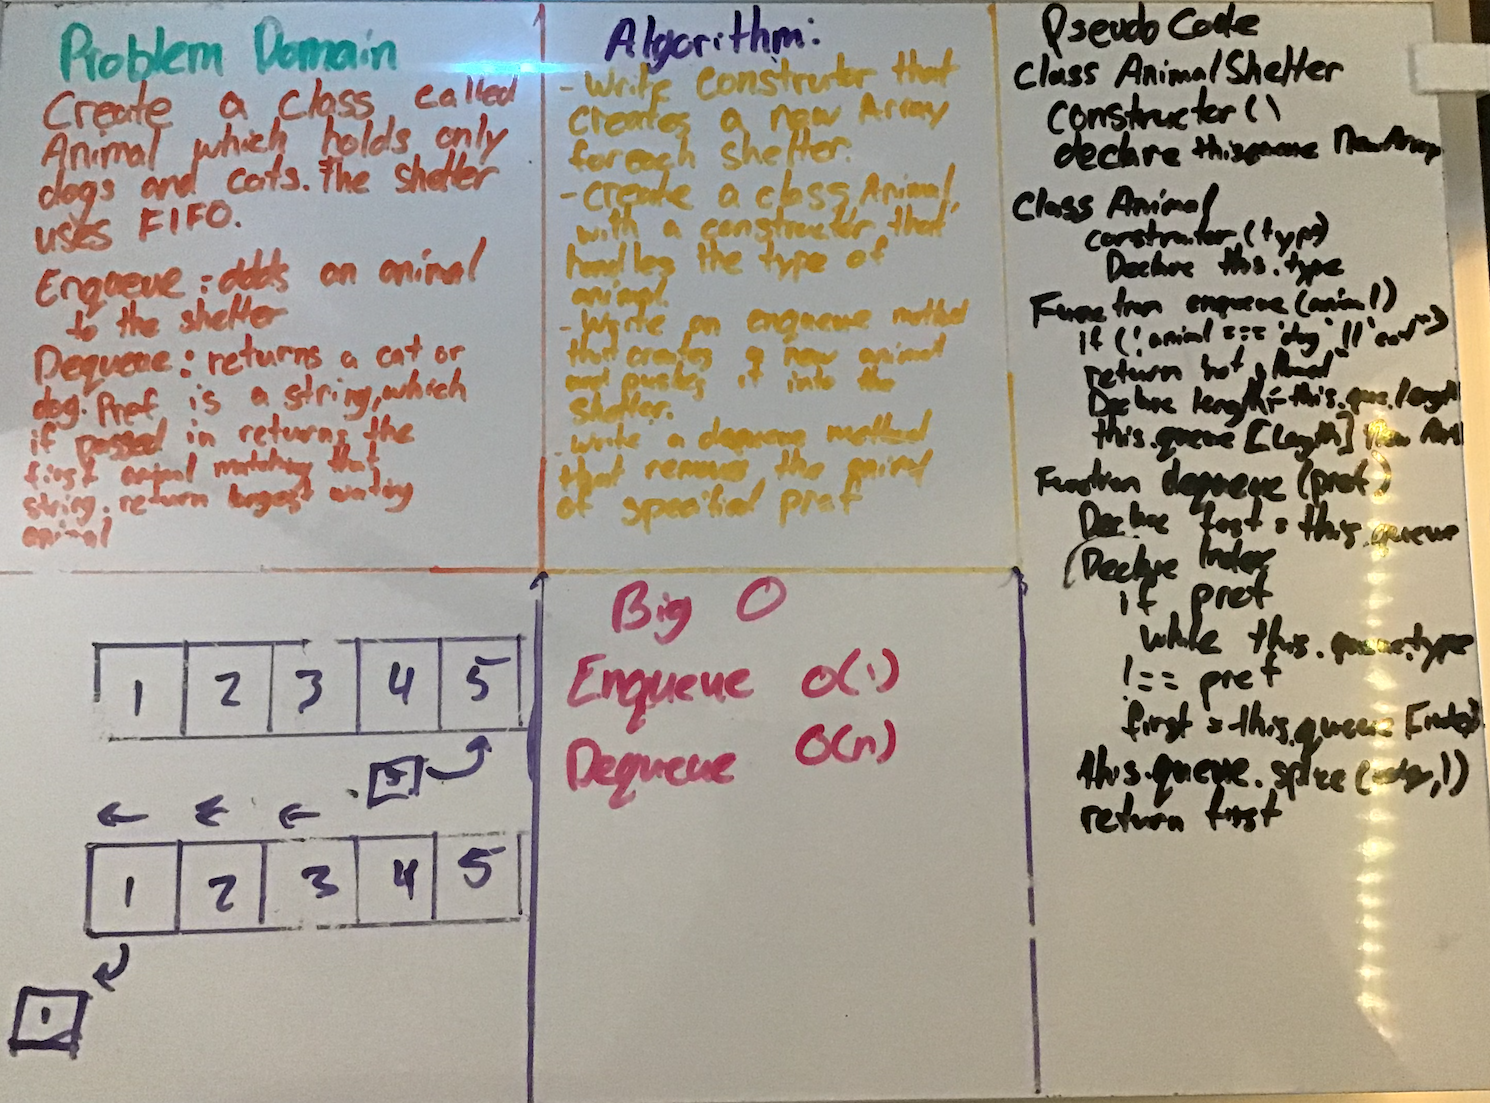 Problem Domain
Create a class called
Animal which holds only
dogs and cats. The shelter
uses FIFO.
Enqueue: adds an animal
to the shelter
Dequeue: returns a cat or
dog. Pref is a string, which
if passed in returns the
first animal matching that
string. return longest waiting
animal
Algorithm:
- Write constructor that
creates a new Array
foreach shelter.
- create a class Animal,
with a constructor that
handles the type of
animal.
- Write an enqueue method
that creates a new animal
and pushes it into the
shelter.
- Write a dequeue method
that removes the animal
of specified pref
Pseudo Code
Class AnimalShelter
constructer()
declare this.queue New Array
Class Animal
constructor (type)
Declare this.type
Function enqueue (animal)
if (! animal === 'dog' || 'cat')
return not
Declare length = this.que.length
this.queue [Length] New
Function dequeue (pref)
Declare first = this.queue
Declare Index
if pref
while this.queue.type
!== pref
first = this.queue [index]
this.queue.splice (index, 1)
return first
1 2 3 4 5
5
1 2 3 4 5
1
Big O
Enqueue O(1)
Dequeue O(n)